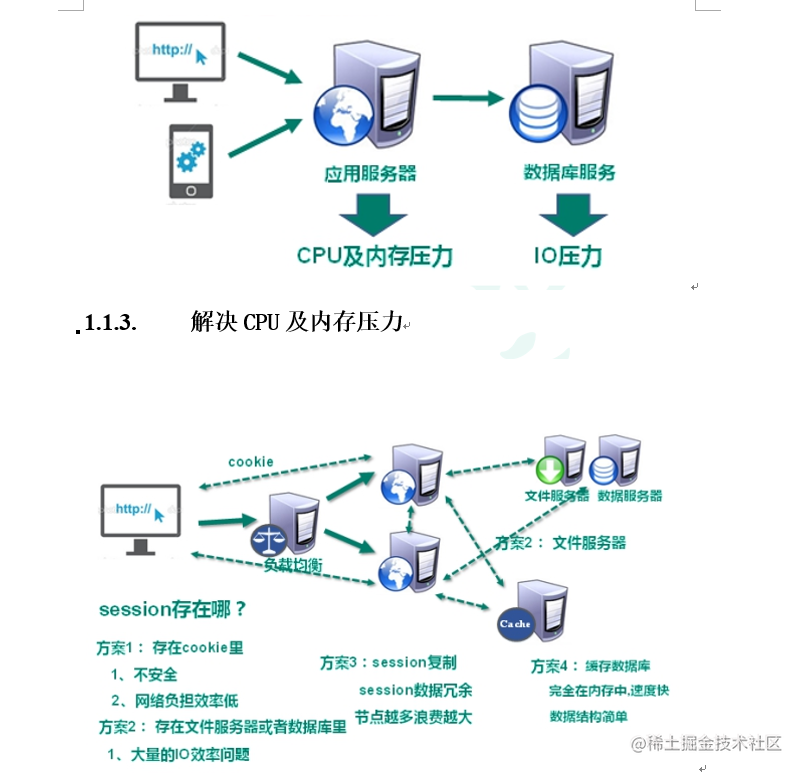 http://
应用服务器
数据库服务
CPU及内存压力
IO压力
1.1.3. 解决 CPU 及内存压力
cookie
http://
负载均衡
文件服务器
数据服务器
方案2： 文件服务器
Cache
session存在哪？
方案1： 存在cookie里
1、不安全
2、网络负担效率低
方案2： 存在文件服务器或者数据库里
1、大量的IO效率问题
方案3：session复制
session数据冗余
节点越多浪费越大
方案4： 缓存数据库
完全在内存中,速度快
数据结构简单
@稀土掘金技术社区